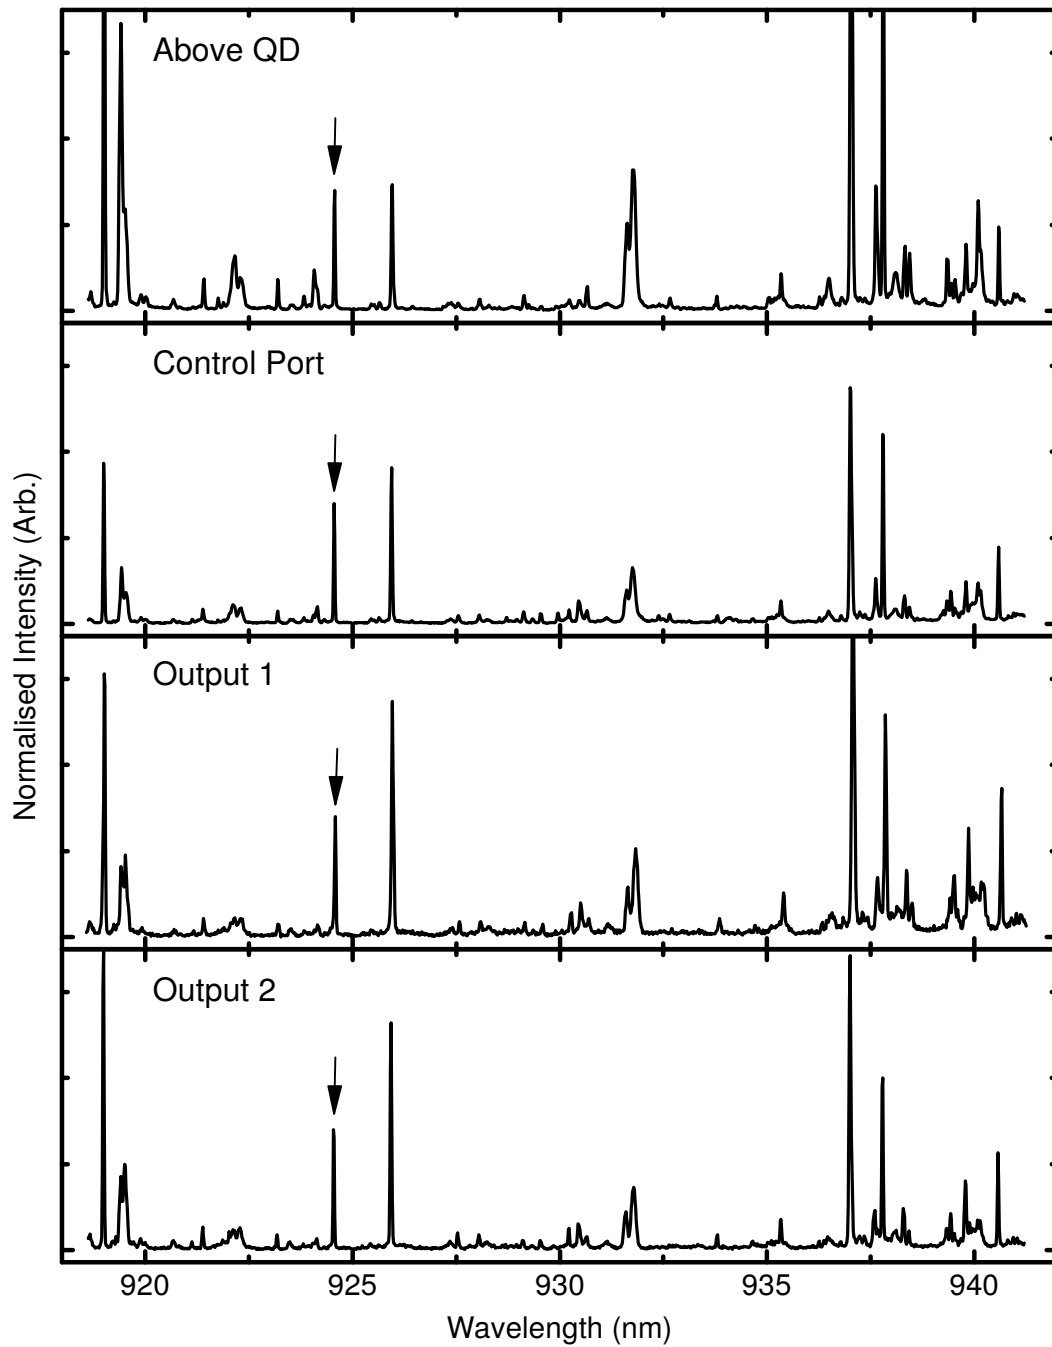 Above QD
Control Port
Output 1
Output 2
Normalised Intensity (Arb.)
920 925 930 935 940
Wavelength (nm)